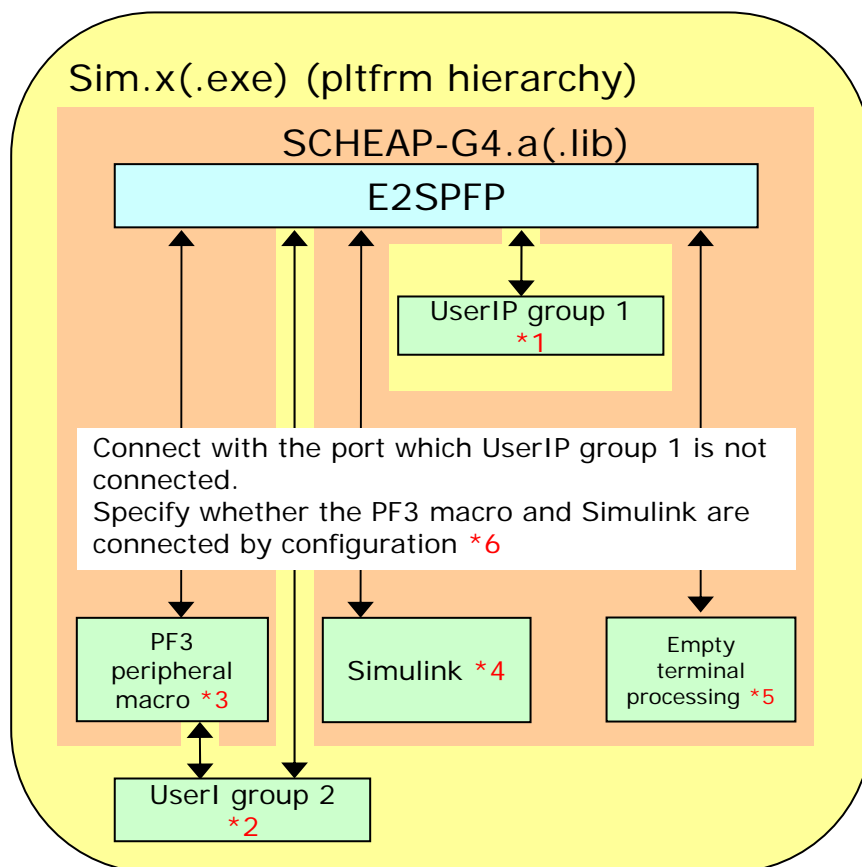 Sim.x(.exe) (pltfrm hierarchy)
SCHEAP-G4.a(.lib)
E2SPFP
UserIP group 1
*1
Connect with the port which UserIP group 1 is not
connected.
Specify whether the PF3 macro and Simulink are
connected by configuration *6
PF3
peripheral
macro *3
Simulink *4
Empty
terminal
processing *5
UserI group 2
*2